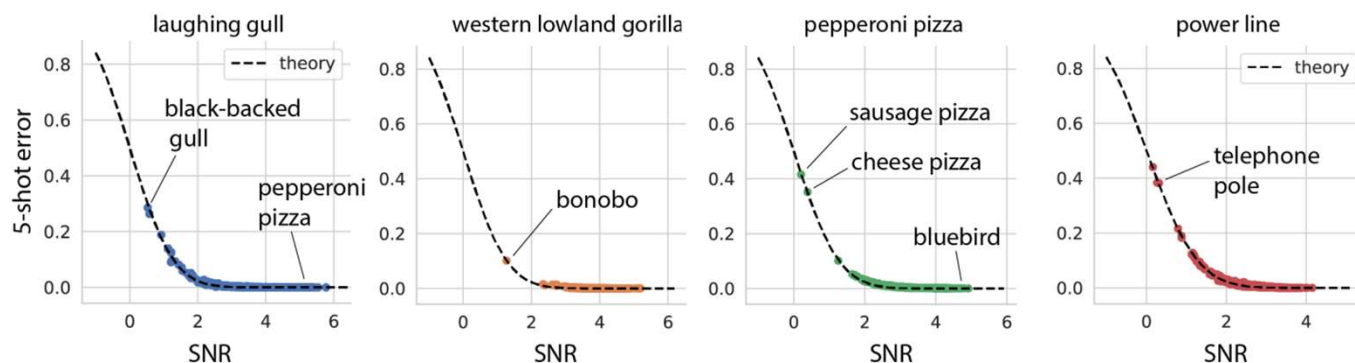 laughing gull
western lowland gorilla
pepperoni pizza
power line
5-shot error
0.8
0.6
0.4
0.2
0.0
theory
black-backed
gull
pepperoni
pizza
0 2 4 6
SNR
0.8
0.6
0.4
0.2
0.0
bonobo
0 2 4 6
SNR
0.8
0.6
0.4
0.2
0.0
sausage pizza
cheese pizza
bluebird
0 2 4 6
SNR
0.8
0.6
0.4
0.2
0.0
theory
telephone
pole
0 2 4
SNR